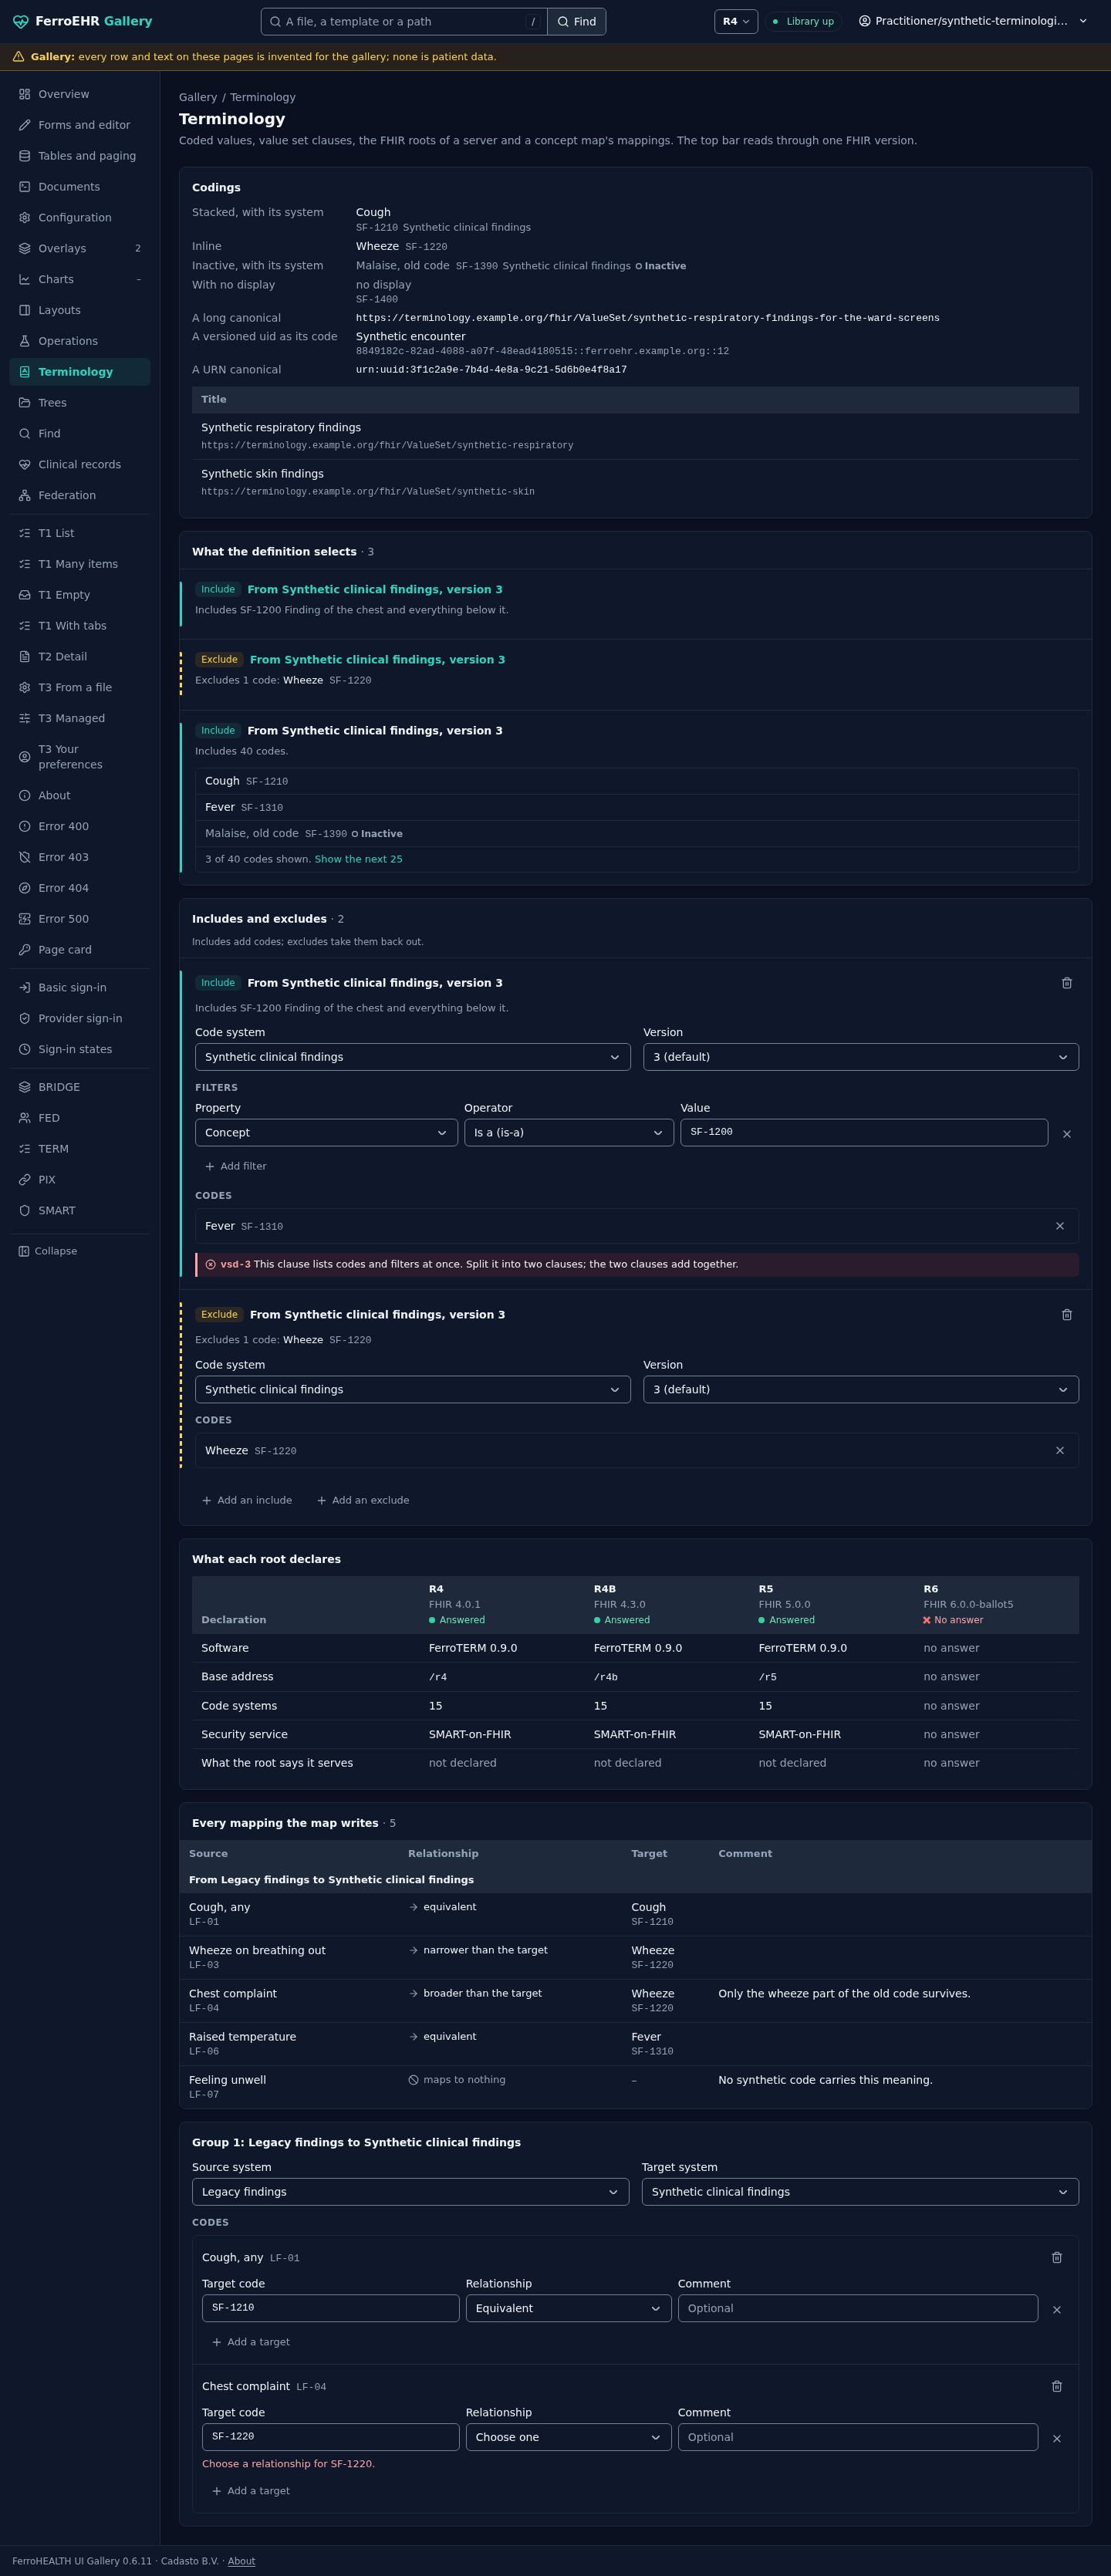 FerroEHR Gallery
A file, a template or a path
/
Find
R4
Library up
Practitioner/synthetic-terminologi…
Gallery: every row and text on these pages is invented for the gallery; none is patient data.
Overview
Forms and editor
Tables and paging
Documents
Configuration
Overlays 2
Charts –
Layouts
Operations
Terminology
Trees
Find
Clinical records
Federation
T1 List
T1 Many items
T1 Empty
T1 With tabs
T2 Detail
T3 From a file
T3 Managed
T3 Your
preferences
About
Error 400
Error 403
Error 404
Error 500
Page card
Basic sign-in
Provider sign-in
Sign-in states
BRIDGE
FED
TERM
PIX
SMART
Collapse
Gallery / Terminology
Terminology
Coded values, value set clauses, the FHIR roots of a server and a concept map's mappings. The top bar reads through one FHIR version.
Codings
Stacked, with its system Cough
SF-1210 Synthetic clinical findings
Inline Wheeze SF-1220
Inactive, with its system Malaise, old code SF-1390 Synthetic clinical findings Inactive
With no display no display
SF-1400
A long canonical https://terminology.example.org/fhir/ValueSet/synthetic-respiratory-findings-for-the-ward-screens
A versioned uid as its code Synthetic encounter
8849182c-82ad-4088-a07f-48ead4180515::ferroehr.example.org::12
A URN canonical urn:uuid:3f1c2a9e-7b4d-4e8a-9c21-5d6b0e4f8a17
Title
Synthetic respiratory findings
https://terminology.example.org/fhir/ValueSet/synthetic-respiratory
Synthetic skin findings
https://terminology.example.org/fhir/ValueSet/synthetic-skin
What the definition selects · 3
Include From Synthetic clinical findings, version 3
Includes SF-1200 Finding of the chest and everything below it.
Exclude From Synthetic clinical findings, version 3
Excludes 1 code: Wheeze SF-1220
Include From Synthetic clinical findings, version 3
Includes 40 codes.
Cough SF-1210
Fever SF-1310
Malaise, old code SF-1390 Inactive
3 of 40 codes shown. Show the next 25
Includes and excludes · 2
Includes add codes; excludes take them back out.
Include From Synthetic clinical findings, version 3
Includes SF-1200 Finding of the chest and everything below it.
Code system Version
Synthetic clinical findings 3 (default)
FILTERS
Property Operator Value
Concept Is a (is-a) SF-1200
Add filter
CODES
Fever SF-1310
vsd-3 This clause lists codes and filters at once. Split it into two clauses; the two clauses add together.
Exclude From Synthetic clinical findings, version 3
Excludes 1 code: Wheeze SF-1220
Code system Version
Synthetic clinical findings 3 (default)
CODES
Wheeze SF-1220
Add an include Add an exclude
What each root declares
R4 R4B R5 R6
FHIR 4.0.1 FHIR 4.3.0 FHIR 5.0.0 FHIR 6.0.0-ballot5
Declaration Answered Answered Answered No answer
Software FerroTERM 0.9.0 FerroTERM 0.9.0 FerroTERM 0.9.0 no answer
Base address /r4 /r4b /r5 no answer
Code systems 15 15 15 no answer
Security service SMART-on-FHIR SMART-on-FHIR SMART-on-FHIR no answer
What the root says it serves not declared not declared not declared no answer
Every mapping the map writes · 5
Source Relationship Target Comment
From Legacy findings to Synthetic clinical findings
Cough, any → equivalent Cough
LF-01 SF-1210
Wheeze on breathing out → narrower than the target Wheeze
LF-03 SF-1220
Chest complaint → broader than the target Wheeze Only the wheeze part of the old code survives.
LF-04 SF-1220
Raised temperature → equivalent Fever
LF-06 SF-1310
Feeling unwell maps to nothing – No synthetic code carries this meaning.
LF-07
Group 1: Legacy findings to Synthetic clinical findings
Source system Target system
Legacy findings Synthetic clinical findings
CODES
Cough, any LF-01
Target code Relationship Comment
SF-1210 Equivalent Optional
Add a target
Chest complaint LF-04
Target code Relationship Comment
SF-1220 Choose one Optional
Choose a relationship for SF-1220.
Add a target
FerroHEALTH UI Gallery 0.6.11 · Cadasto B.V. · About